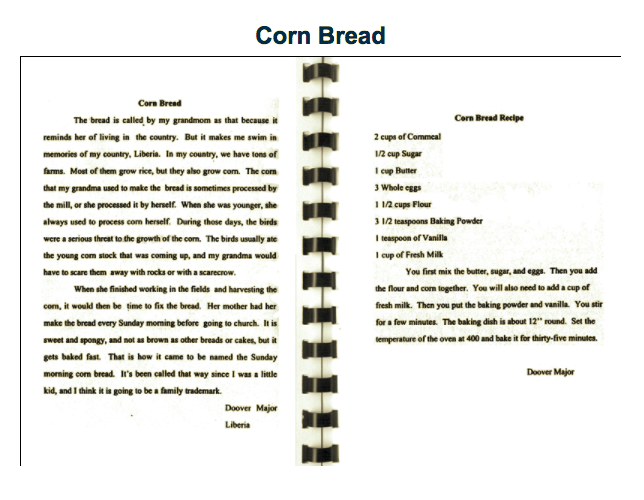 Corn Bread
Corn Bread
The bread is called by my grandmom as that because it
reminds her of living in the country. But it makes me swim in
memories of my country, Liberia. In my country, we have tons of
farms. Most of them grow rice, but they also grow corn. The corn
that my grandma used to make the bread is sometimes processed by
the mill, or she processed it by herself. When she was younger, she
always used to process corn herself. During those days, the birds
were a serious threat to the growth of the corn. The birds usually ate
the young corn stock that was coming up, and my grandma would
have to scare them away with rocks or with a scarecrow.
When she finished working in the fields and harvesting the
corn, it would then be time to fix the bread. Her mother had her
make the bread every Sunday morning before going to church. It is
sweet and spongy, and not as brown as other breads or cakes, but it
gets baked fast. That is how it came to be named the Sunday
morning corn bread. It's been called that way since I was a little
kid, and I think it is going to be a family trademark.
Doover Major
Liberia
Corn Bread Recipe
2 cups of Cornmeal
1/2 cup Sugar
1 cup Butter
3 Whole eggs
1 1/2 cups Flour
3 1/2 teaspoons Baking Powder
1 teaspoon of Vanilla
1 cup of Fresh Milk
You first mix the butter, sugar, and eggs. Then you add
the flour and corn together. You will also need to add a cup of
fresh milk. Then you put the baking powder and vanilla. You stir
for a few minutes. The baking dish is about 12" round. Set the
temperature of the oven at 400 and bake it for thirty-five minutes.
Doover Major